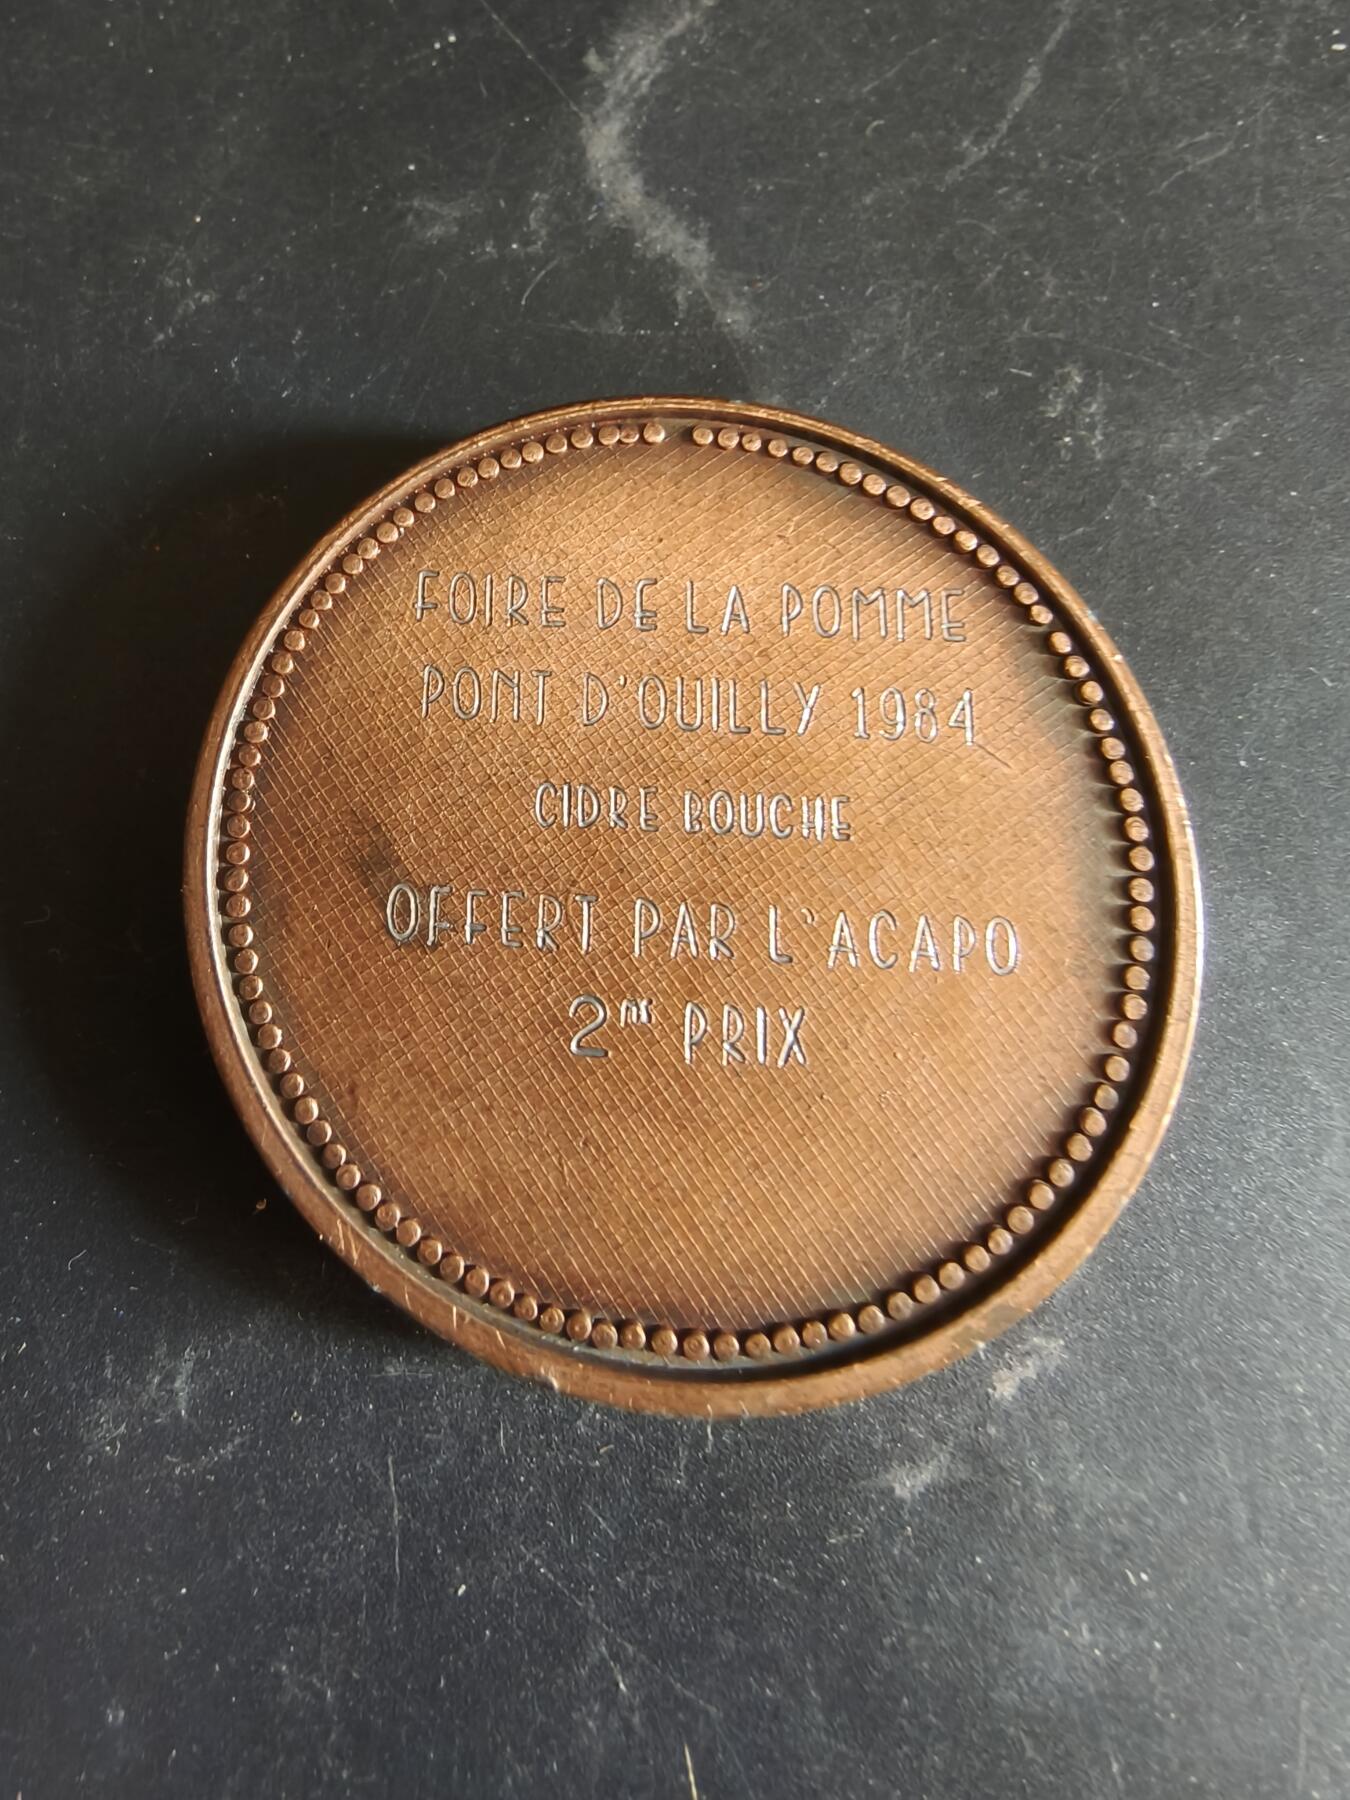 FOIRE DE LA POMME
PONT D'OUILLY 1984
CIDRE BOUCHE
OFFERT PAR L'ACAPO
2me PRIX